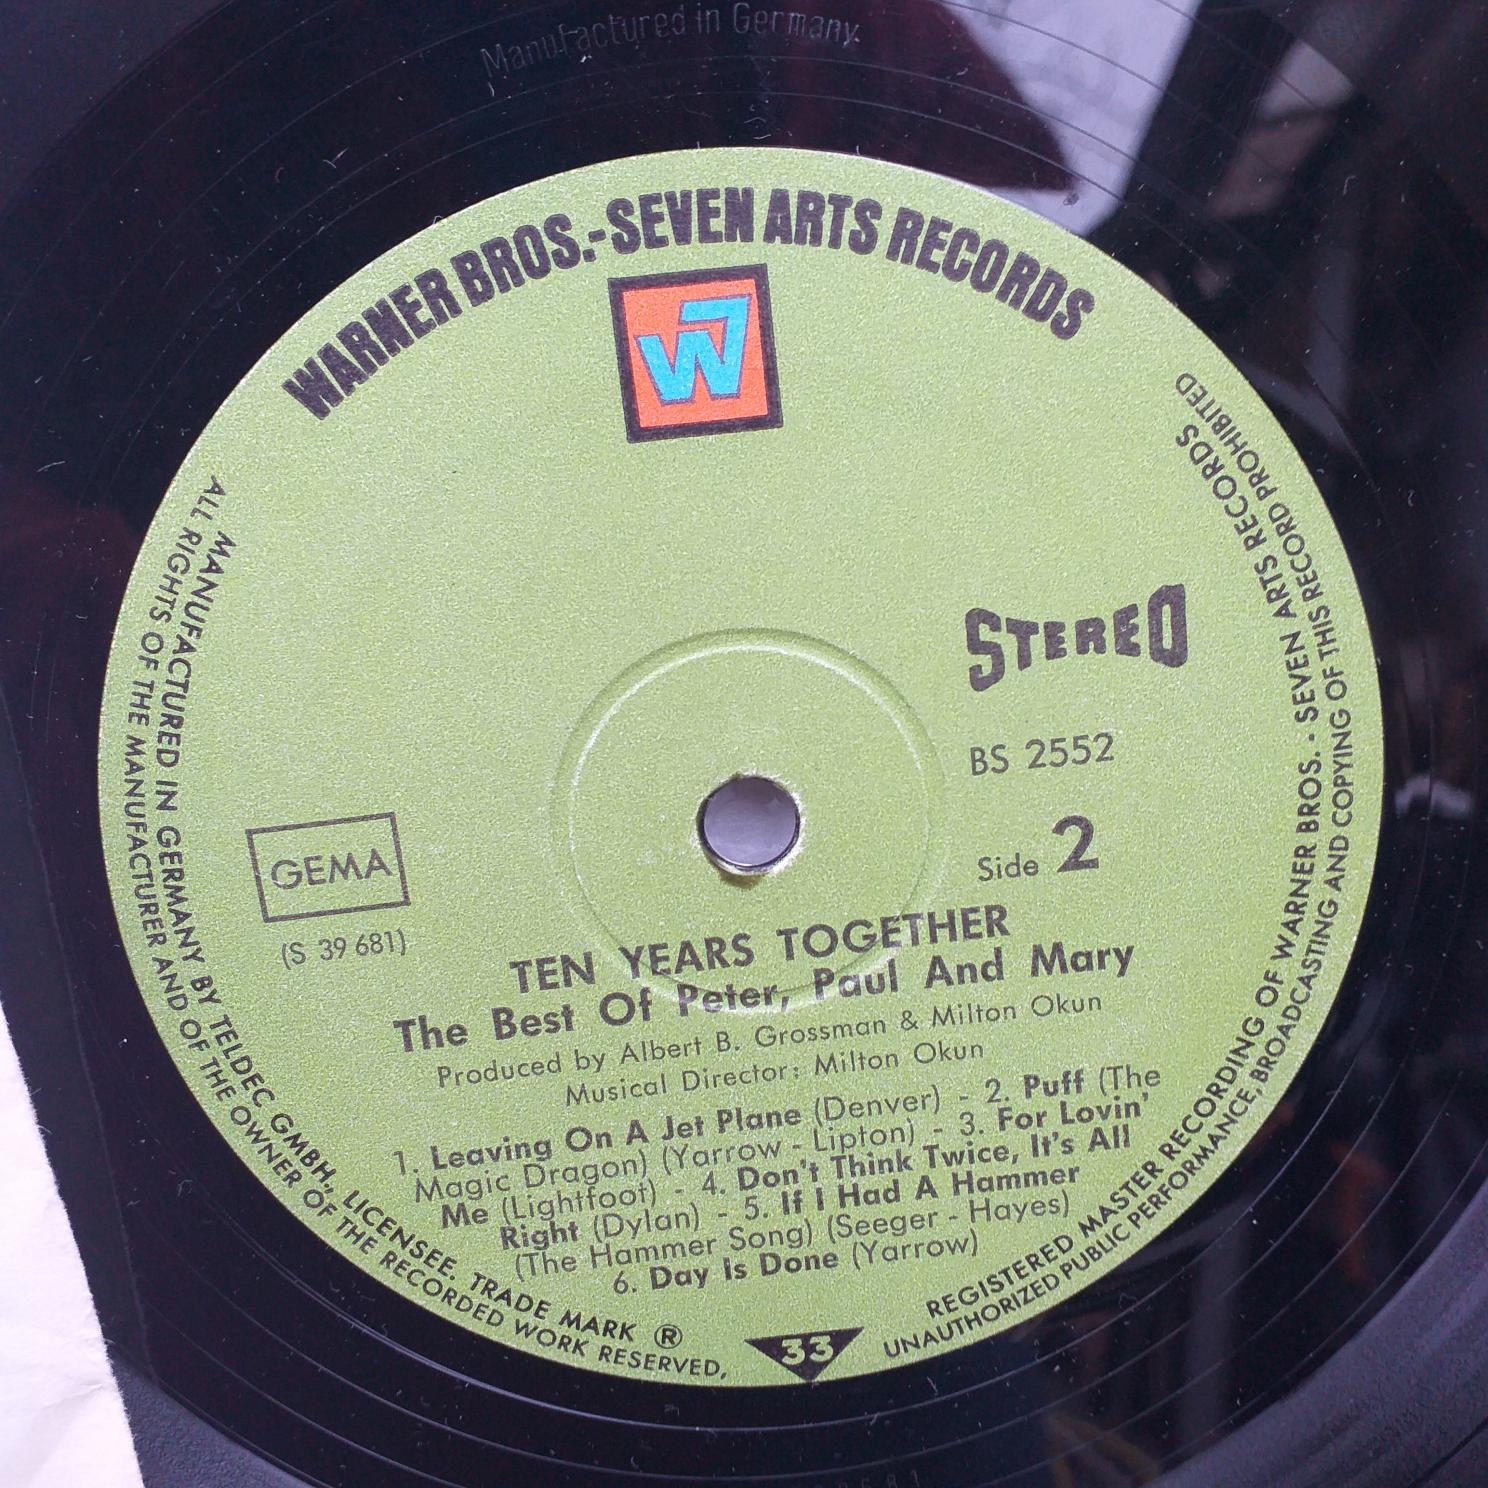 Manufactured in Germany.
WARNER BROS.-SEVEN ARTS RECORDS
W7
STEREO
BS 2552
Side 2
GEMA
(S 39 681)
TEN YEARS TOGETHER
The Best Of Peter, Paul And Mary
Produced by Albert B. Grossman & Milton Okun
Musical Director: Milton Okun
1. Leaving On A Jet Plane (Denver) - 2. Puff (The
Magic Dragon) (Yarrow - Lipton) - 3. For Lovin'
Me (Lightfoot) - 4. Don't Think Twice, It's All
Right (Dylan) - 5. If I Had A Hammer
(The Hammer Song) (Seeger - Hayes)
6. Day Is Done (Yarrow)
33
MANUFACTURED IN GERMANY BY TELDEC GMBH, LICENSEE. TRADE MARK ® REGISTERED MASTER RECORDING OF WARNER BROS. - SEVEN ARTS RECORDS
ALL RIGHTS OF THE MANUFACTURER AND OF THE OWNER OF THE RECORDED WORK RESERVED, UNAUTHORIZED PUBLIC PERFORMANCE, BROADCASTING AND COPYING OF THIS RECORD PROHIBITED